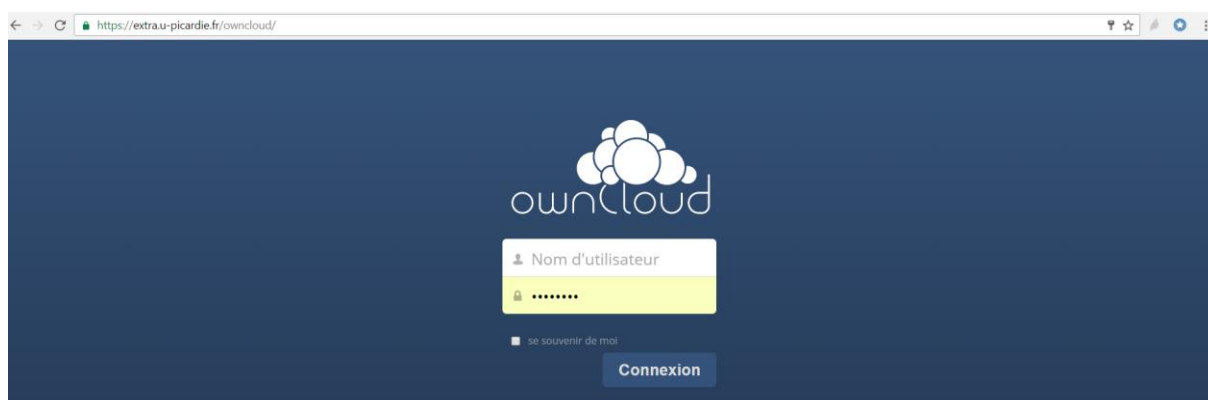 https://extra.u-picardie.fr/owncloud/
ownCloud
Nom d'utilisateur
••••••••
se souvenir de moi
Connexion